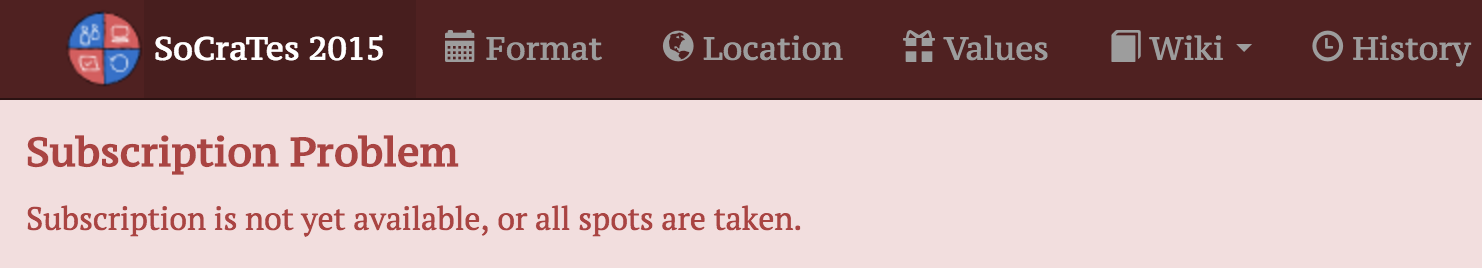 SoCraTes 2015 Format Location Values Wiki History
Subscription Problem
Subscription is not yet available, or all spots are taken.